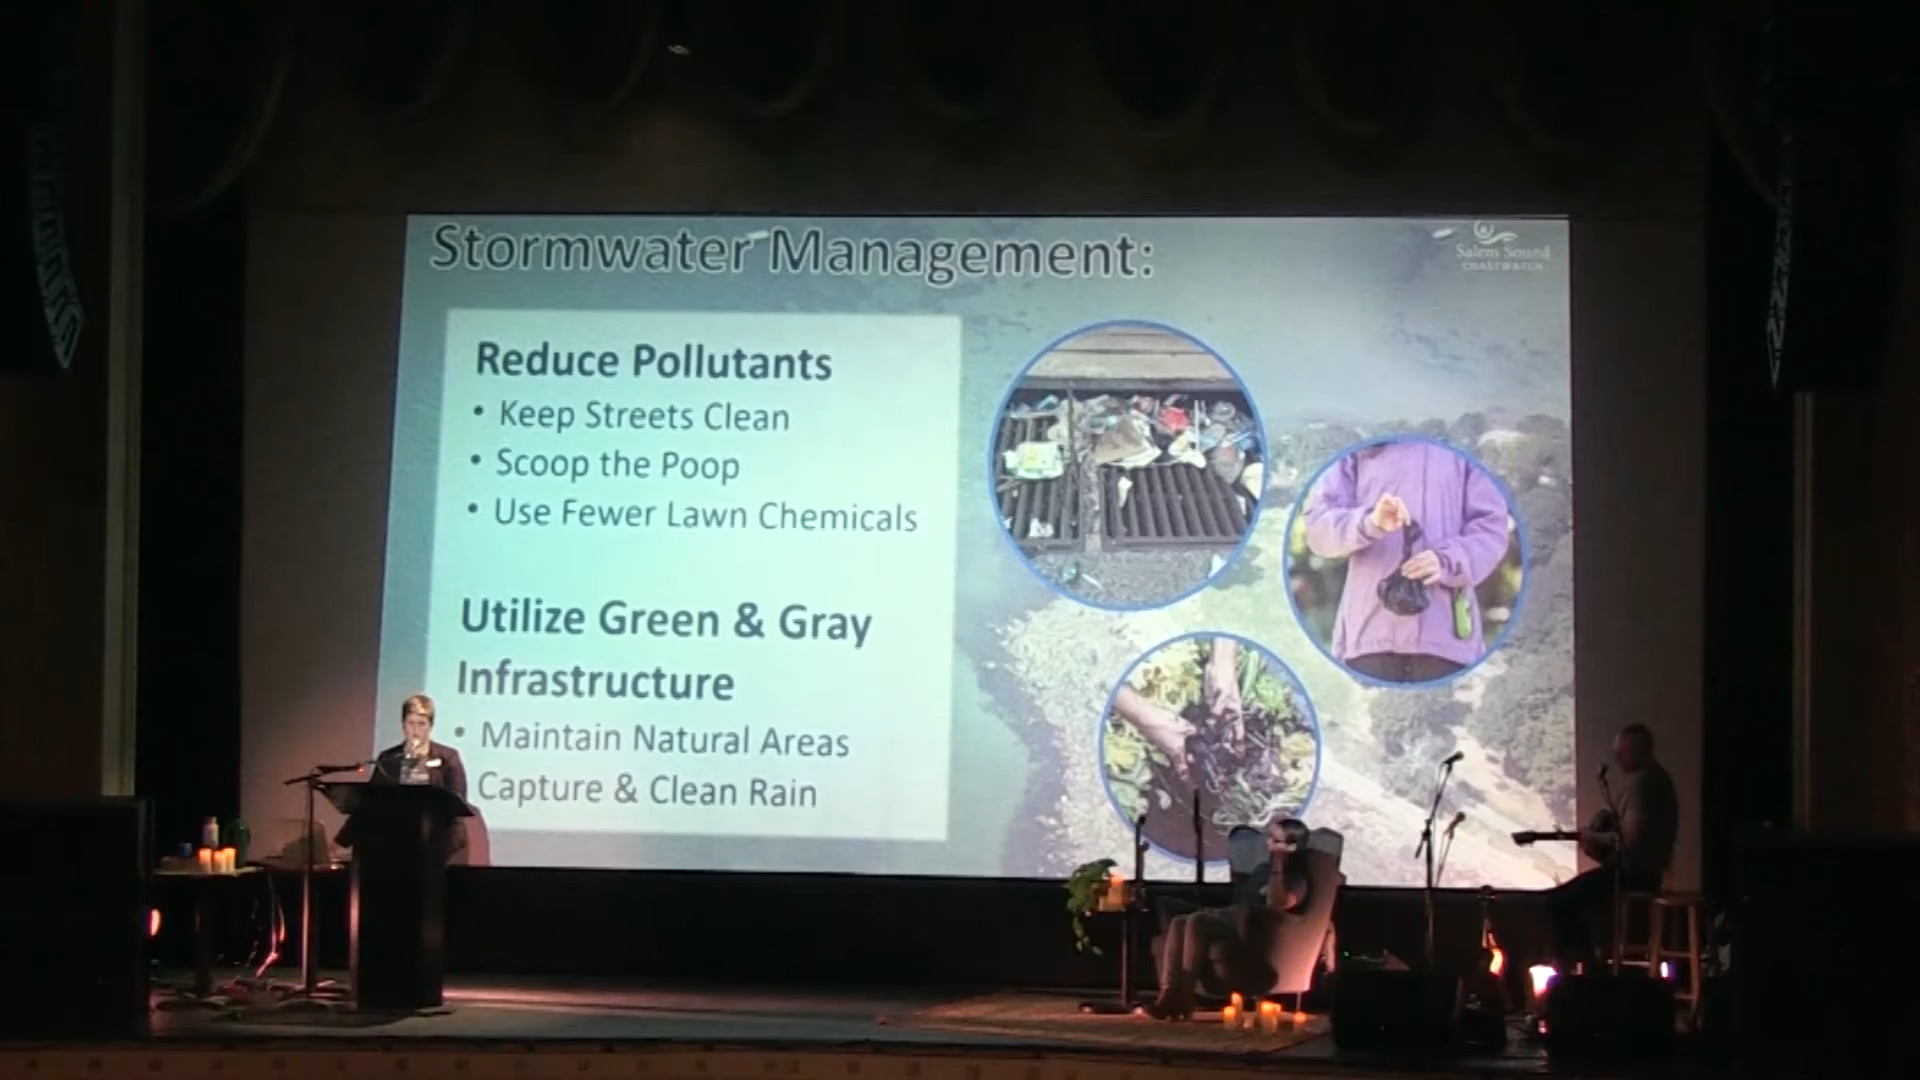 Stormwater Management:
Salem Sound
COASTWATCH
Reduce Pollutants
• Keep Streets Clean
• Scoop the Poop
• Use Fewer Lawn Chemicals
Utilize Green & Gray
Infrastructure
• Maintain Natural Areas
Capture & Clean Rain